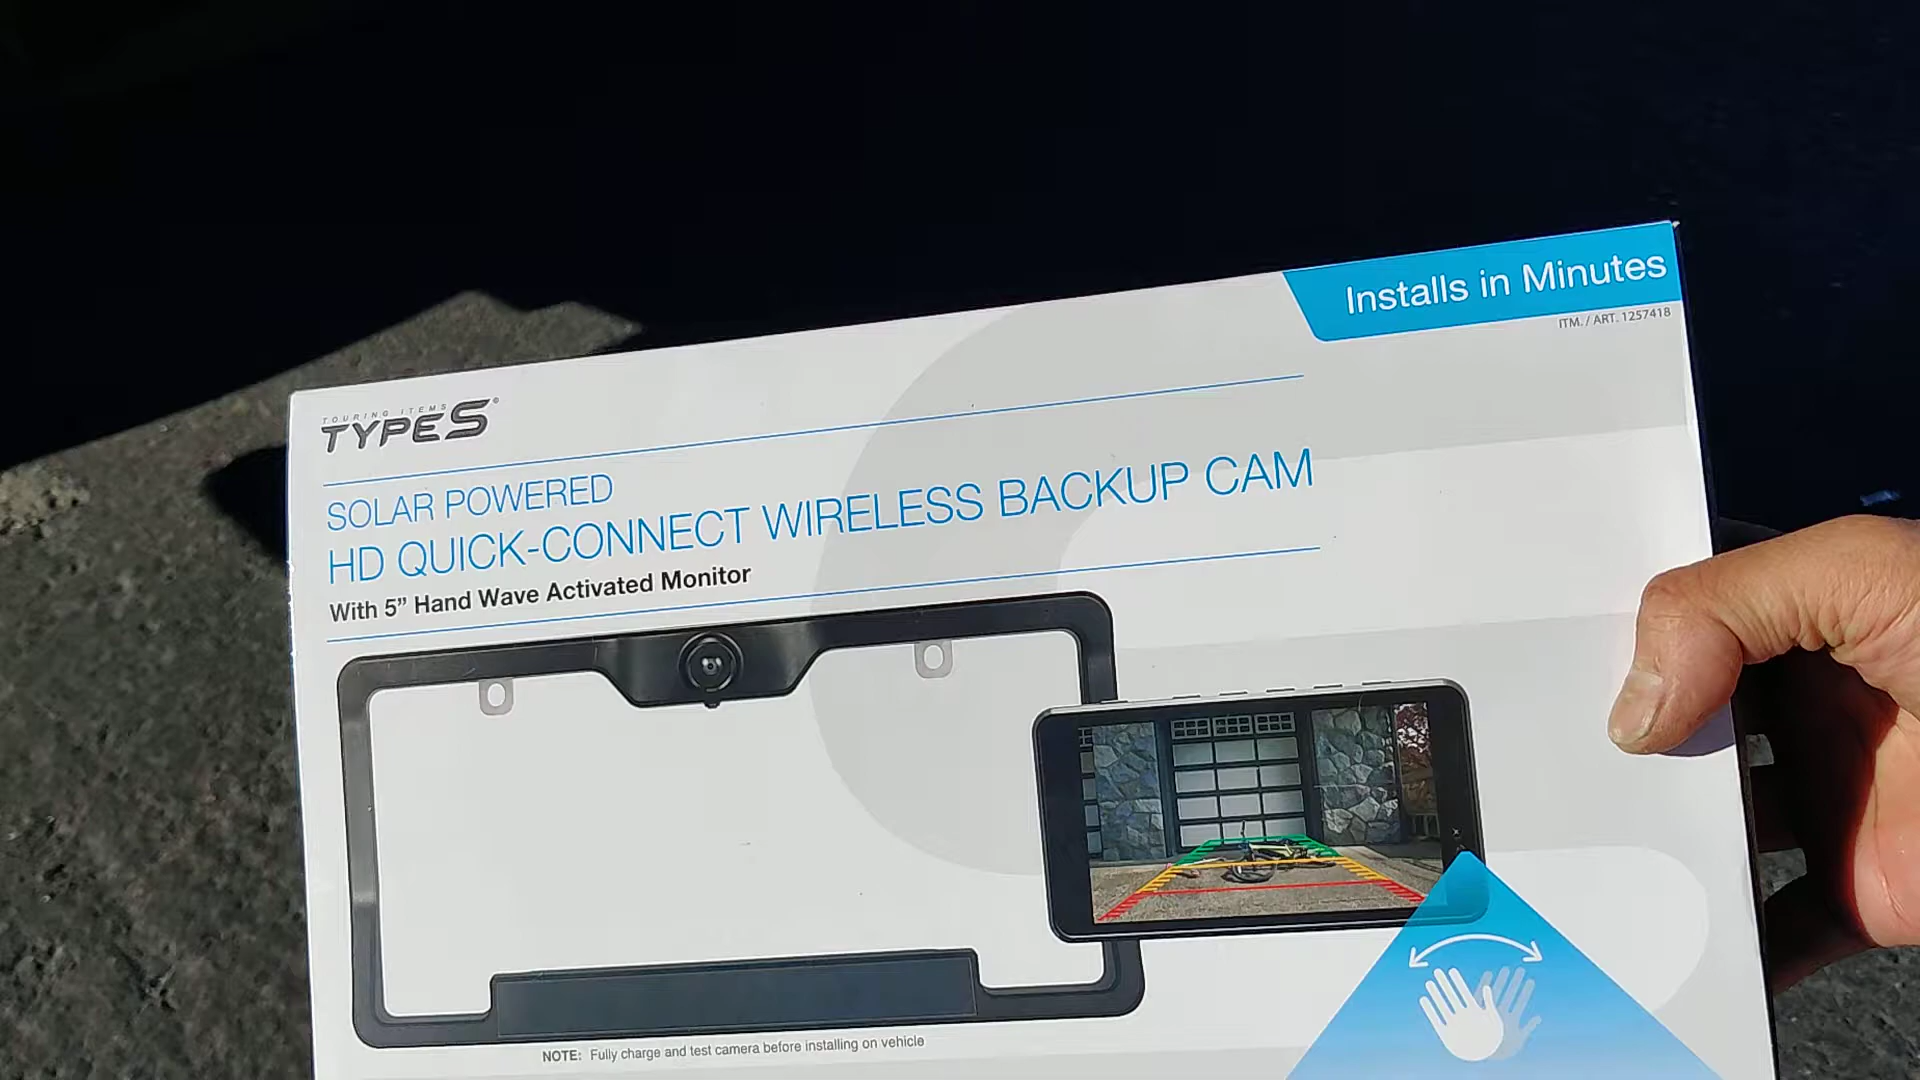 Installs in Minutes
ITM. / ART. 1257418
TOURING ITEMS
TYPE S®
SOLAR POWERED
HD QUICK-CONNECT WIRELESS BACKUP CAM
With 5” Hand Wave Activated Monitor
NOTE: Fully charge and test camera before installing on vehicle